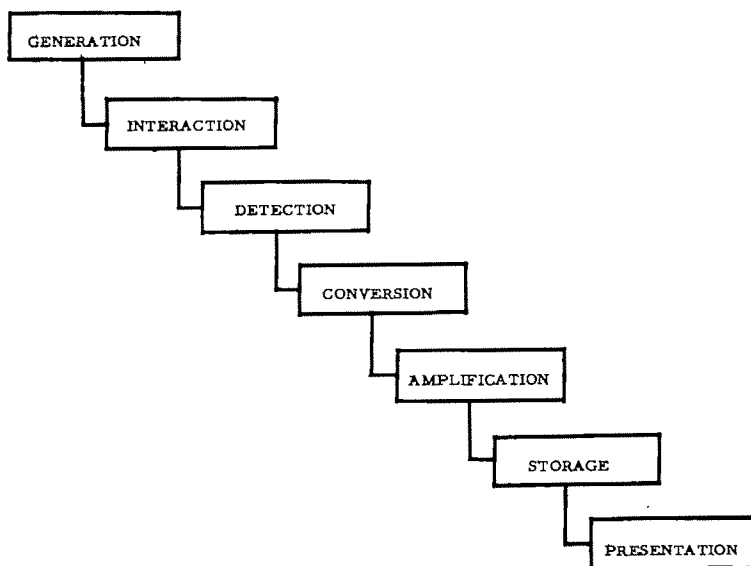 GENERATION
INTERACTION
DETECTION
CONVERSION
AMPLIFICATION
STORAGE
PRESENTATION